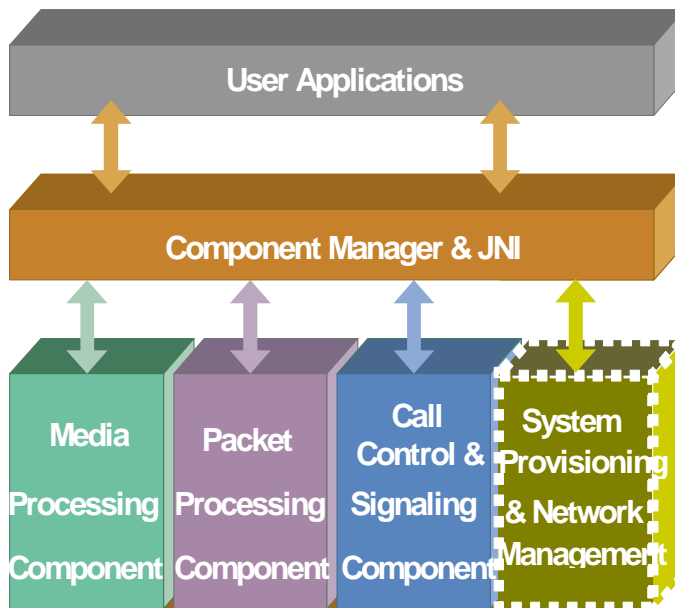 User Applications
Component Manager & JNI
Media
Processing
Component
Packet
Processing
Component
Call
Control &
Signaling
Component
System
Provisioning
& Network
Management